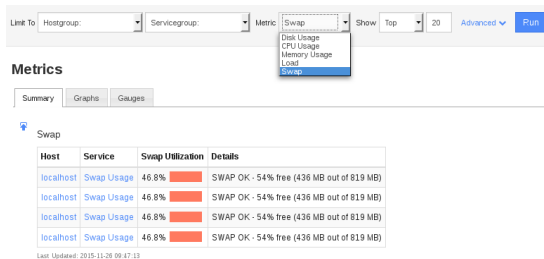 Limit To Hostgroup: Servicegroup: Metric Swap Show Top 20 Advanced Run
Disk Usage
CPU Usage
Memory Usage
Load
Swap
Metrics
Summary Graphs Gauges
Swap
Host Service Swap Utilization Details
localhost Swap Usage 46.8% SWAP OK - 54% free (436 MB out of 819 MB)
localhost Swap Usage 46.8% SWAP OK - 54% free (436 MB out of 819 MB)
localhost Swap Usage 46.8% SWAP OK - 54% free (436 MB out of 819 MB)
localhost Swap Usage 46.8% SWAP OK - 54% free (436 MB out of 819 MB)
Last Updated: 2015-11-26 09:47:13